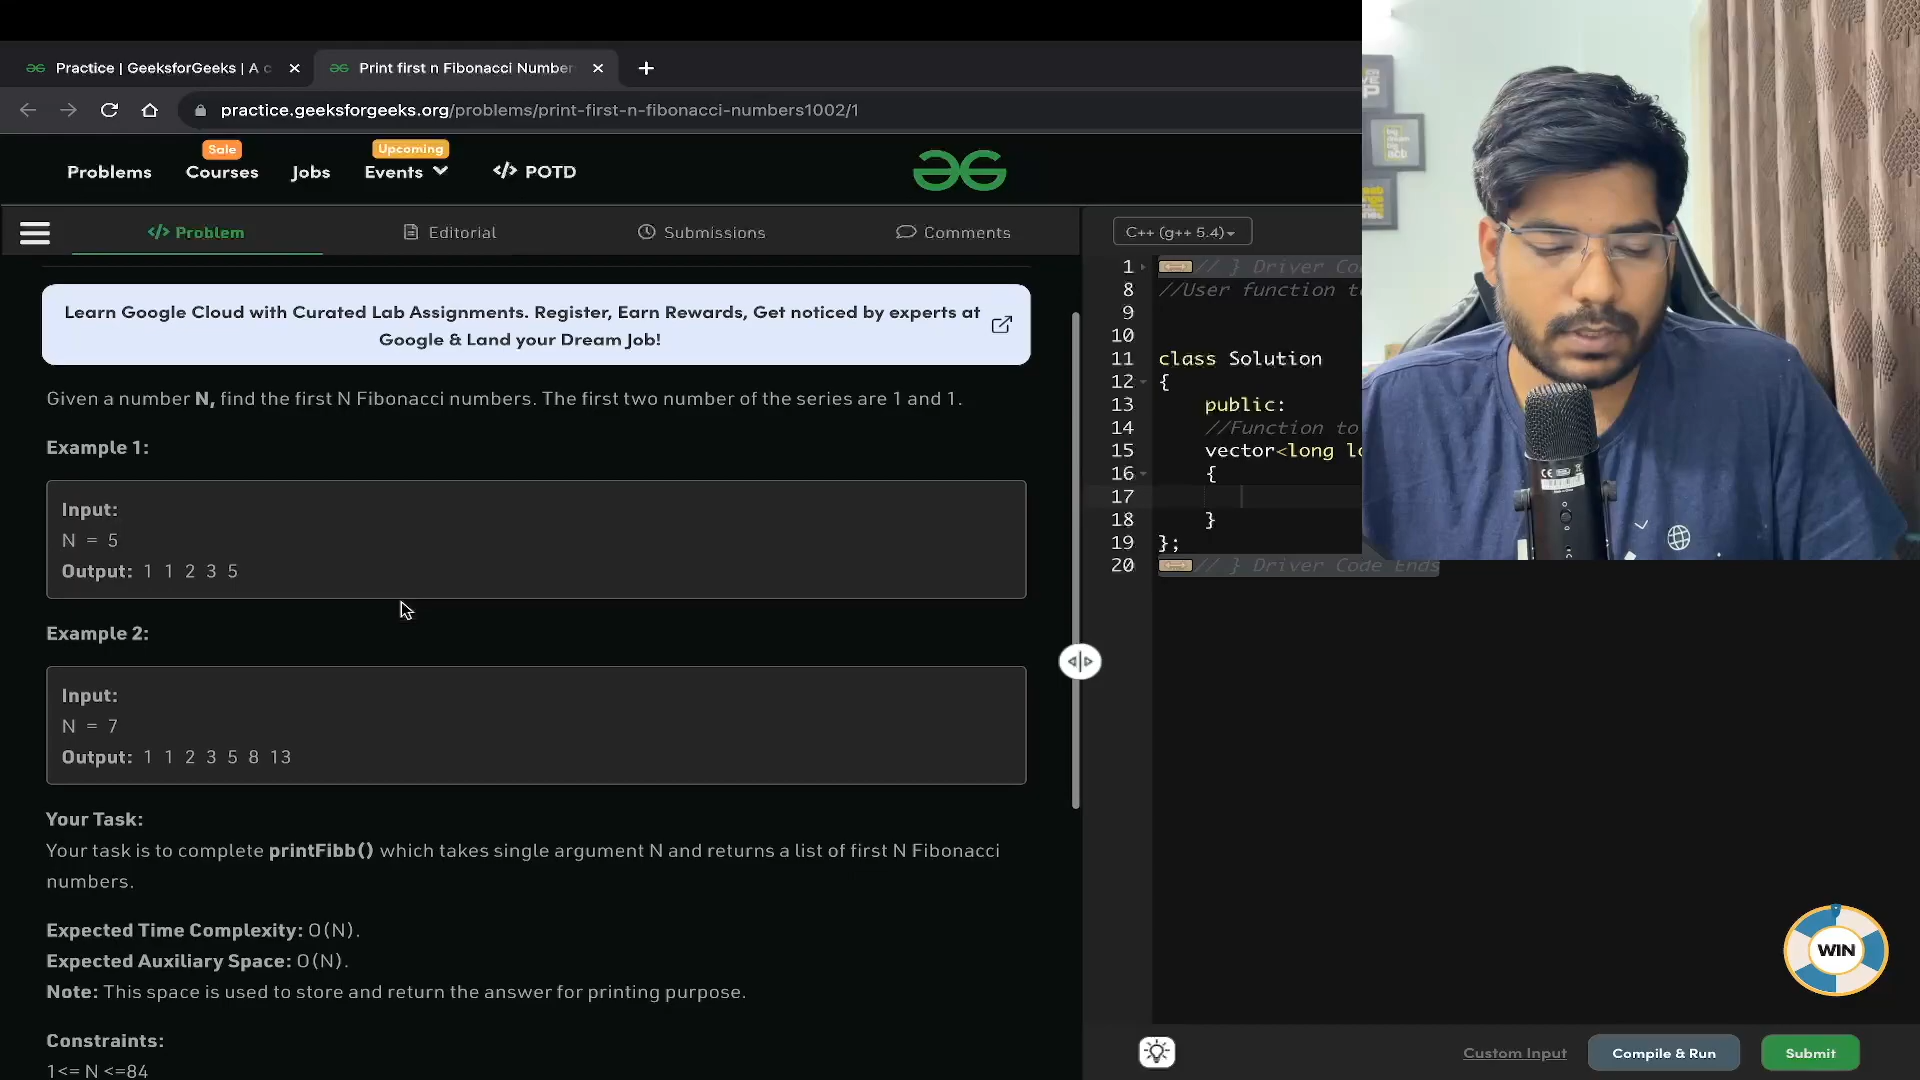 Practice | GeeksforGeeks | A c
Print first n Fibonacci Number
practice.geeksforgeeks.org/problems/print-first-n-fibonacci-numbers1002/1
Sale
Upcoming
Problems
Courses
Jobs
Events
</> POTD
</> Problem
Editorial
Submissions
Comments
Learn Google Cloud with Curated Lab Assignments. Register, Earn Rewards, Get noticed by experts at
Google & Land your Dream Job!
Given a number N, find the first N Fibonacci numbers. The first two number of the series are 1 and 1.
Example 1:
Input:
N = 5
Output: 1 1 2 3 5
Example 2:
Input:
N = 7
Output: 1 1 2 3 5 8 13
Your Task:
Your task is to complete printFibb() which takes single argument N and returns a list of first N Fibonacci
numbers.
Expected Time Complexity: O(N).
Expected Auxiliary Space: O(N).
Note: This space is used to store and return the answer for printing purpose.
Constraints:
1<= N <=84
C++ (g++ 5.4)
1 // } Driver Co
8 //User function t
9
10
11 class Solution
12 {
13 public:
14 //Function to
15 vector<long lo
16 {
17
18 }
19 };
20 // } Driver Code Ends
WIN
Custom Input
Compile & Run
Submit